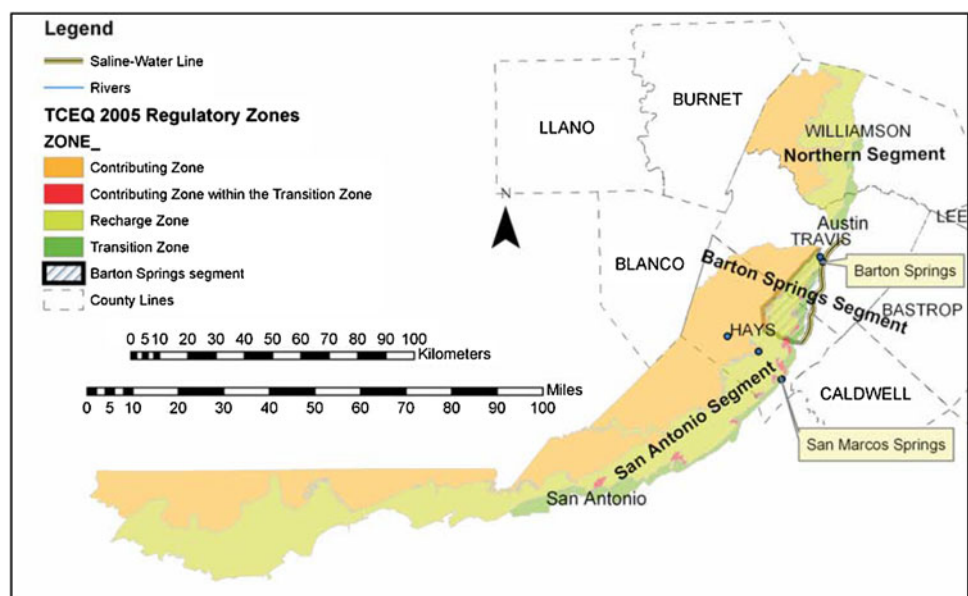 Legend
Saline-Water Line
Rivers
TCEQ 2005 Regulatory Zones
ZONE_
Contributing Zone
Contributing Zone within the Transition Zone
Recharge Zone
Transition Zone
Barton Springs segment
County Lines
0 5 10 20 30 40 50 60 70 80 90 100
Kilometers
0 5 10 20 30 40 50 60 70 80 90 100
Miles
N
LLANO
BURNET
WILLIAMSON
Northern Segment
LEE
Austin
TRAVIS
BLANCO
Barton Springs Segment
Barton Springs
BASTROP
HAYS
CALDWELL
San Antonio Segment
San Marcos Springs
San Antonio